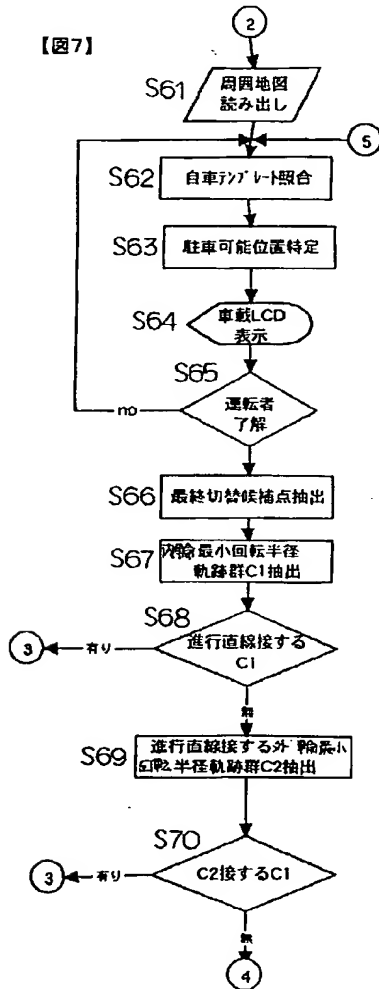 【図7】
2
S61
周囲地図
読み出し
5
S62
自車テンプレート照合
S63
駐車可能位置特定
S64
車載LCD
表示
S65
no
運転者
了解
S66
最終切替候補点抽出
S67
内輪最小回転半径
軌跡群C1抽出
S68
3
有り
進行直線接する
C1
無
S69
進行直線接する外輪最小
回転半径軌跡群C2抽出
S70
3
有り
C2接するC1
無
4